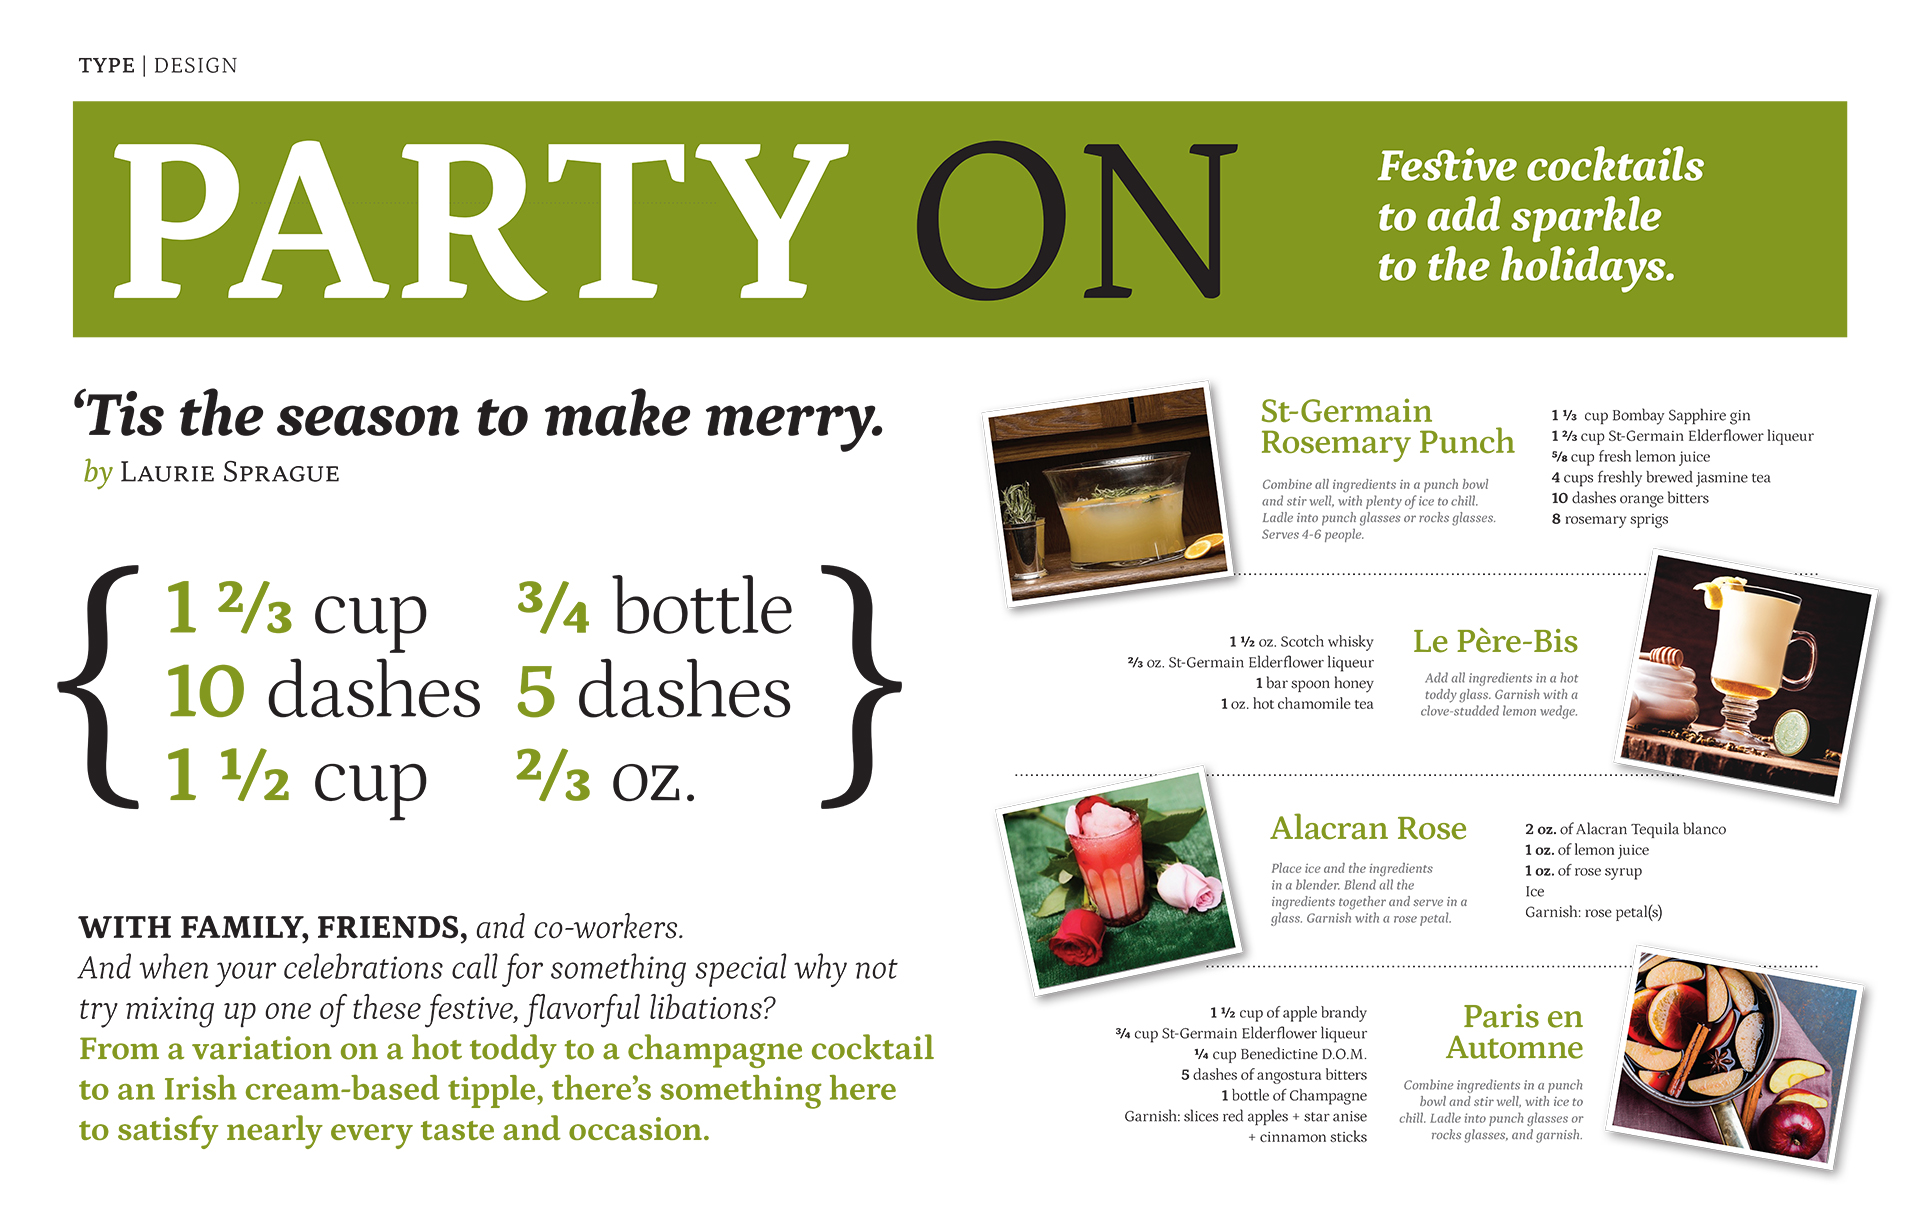 TYPE | DESIGN
PARTY ON
Festive cocktails
to add sparkle
to the holidays.
‘Tis the season to make merry.
by LAURIE SPRAGUE
{ 1 2/3 cup 3/4 bottle }
10 dashes 5 dashes
1 1/2 cup 2/3 oz.
WITH FAMILY, FRIENDS, and co-workers.
And when your celebrations call for something special why not
try mixing up one of these festive, flavorful libations?
From a variation on a hot toddy to a champagne cocktail
to an Irish cream-based tipple, there’s something here
to satisfy nearly every taste and occasion.
St-Germain
Rosemary Punch
Combine all ingredients in a punch bowl
and stir well, with plenty of ice to chill.
Ladle into punch glasses or rocks glasses.
Serves 4-6 people.
1 1/3 cup Bombay Sapphire gin
1 2/3 cup St-Germain Elderflower liqueur
5/8 cup fresh lemon juice
4 cups freshly brewed jasmine tea
10 dashes orange bitters
8 rosemary sprigs
1 1/2 oz. Scotch whisky
2/3 oz. St-Germain Elderflower liqueur
1 bar spoon honey
1 oz. hot chamomile tea
Le Père-Bis
Add all ingredients in a hot
toddy glass. Garnish with a
clove-studded lemon wedge.
Alacran Rose
Place ice and the ingredients
in a blender. Blend all the
ingredients together and serve in a
glass. Garnish with a rose petal.
2 oz. of Alacran Tequila blanco
1 oz. of lemon juice
1 oz. of rose syrup
Ice
Garnish: rose petal(s)
1 1/2 cup of apple brandy
3/4 cup St-Germain Elderflower liqueur
1/4 cup Benedictine D.O.M.
5 dashes of angostura bitters
1 bottle of Champagne
Garnish: slices red apples + star anise
+ cinnamon sticks
Paris en
Automne
Combine ingredients in a punch
bowl and stir well, with ice to
chill. Ladle into punch glasses or
rocks glasses, and garnish.